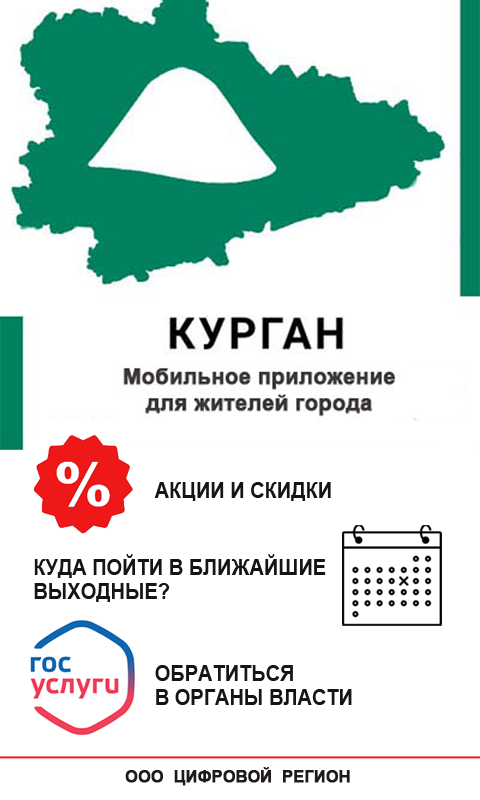 КУРГАН
Мобильное приложение
для жителей города
%
АКЦИИ И СКИДКИ
КУДА ПОЙТИ В БЛИЖАЙШИЕ
ВЫХОДНЫЕ?
гос
услуги
ОБРАТИТЬСЯ
В ОРГАНЫ ВЛАСТИ
ООО ЦИФРОВОЙ РЕГИОН